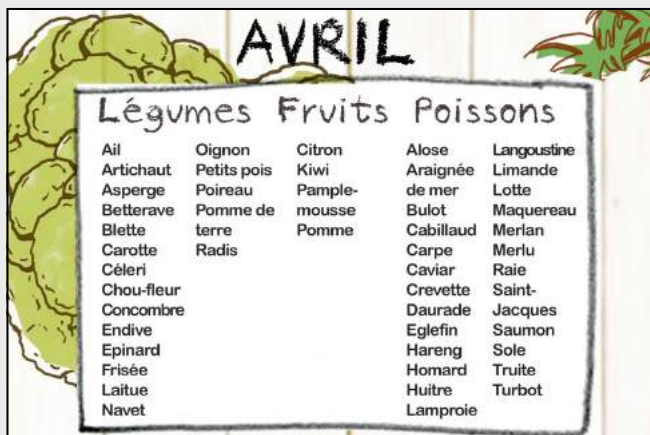 AVRIL
Légumes Fruits Poissons
Ail
Artichaut
Asperge
Betterave
Blette
Carotte
Céleri
Chou-fleur
Concombre
Endive
Epinard
Frisée
Laitue
Navet
Oignon
Petits pois
Poireau
Pomme de
terre
Radis
Citron
Kiwi
Pample-
mousse
Pomme
Alose
Araignée
de mer
Bulot
Cabillaud
Carpe
Caviar
Crevette
Daurade
Eglefin
Hareng
Homard
Huitre
Lamproie
Langoustine
Limande
Lotte
Maquereau
Merlan
Merlu
Raie
Saint-
Jacques
Saumon
Sole
Truite
Turbot